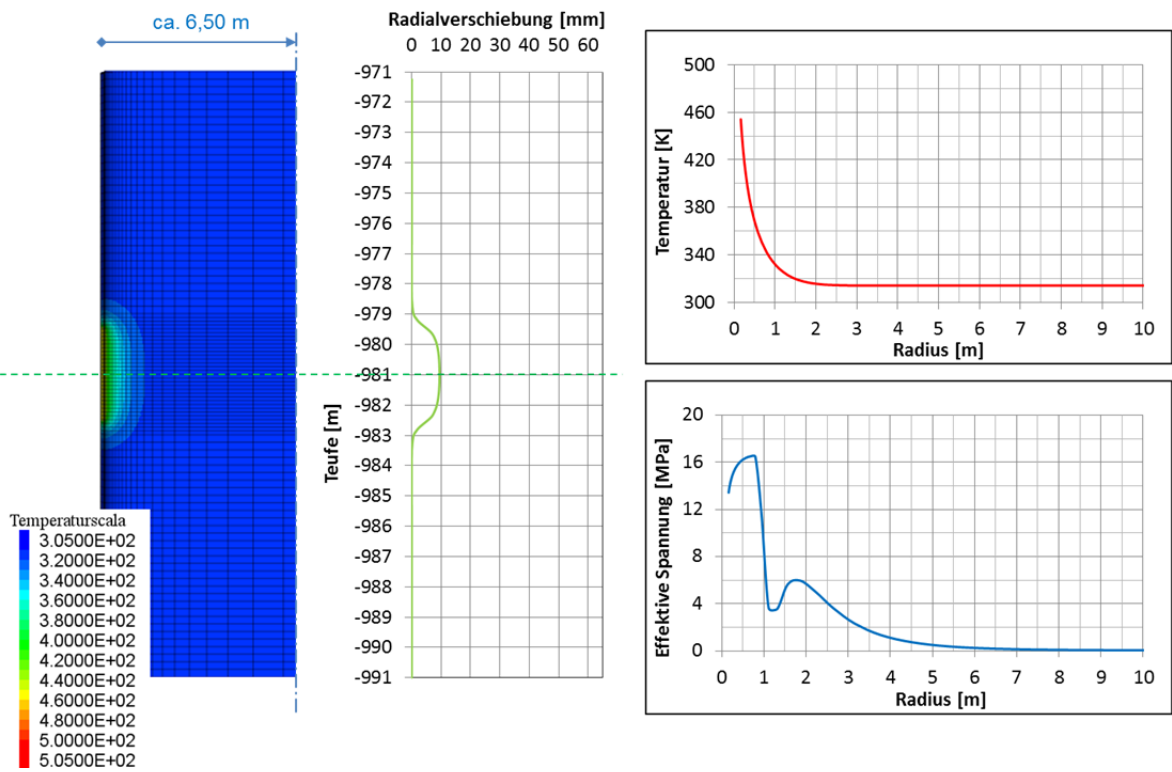 ca. 6,50 m
Radialverschiebung [mm]
0 10 20 30 40 50 60
-971
-972
-973
-974
-975
-976
-977
-978
-979
-980
-981
-982
-983
-984
-985
-986
-987
-988
-989
-990
-991
Teufe [m]
Temperaturscala
3.0500E+02
3.2000E+02
3.4000E+02
3.6000E+02
3.8000E+02
4.0000E+02
4.2000E+02
4.4000E+02
4.6000E+02
4.8000E+02
5.0000E+02
5.0500E+02
Temperatur [K]
500
460
420
380
340
300
0 1 2 3 4 5 6 7 8 9 10
Radius [m]
Effektive Spannung [MPa]
20
16
12
8
4
0
0 1 2 3 4 5 6 7 8 9 10
Radius [m]